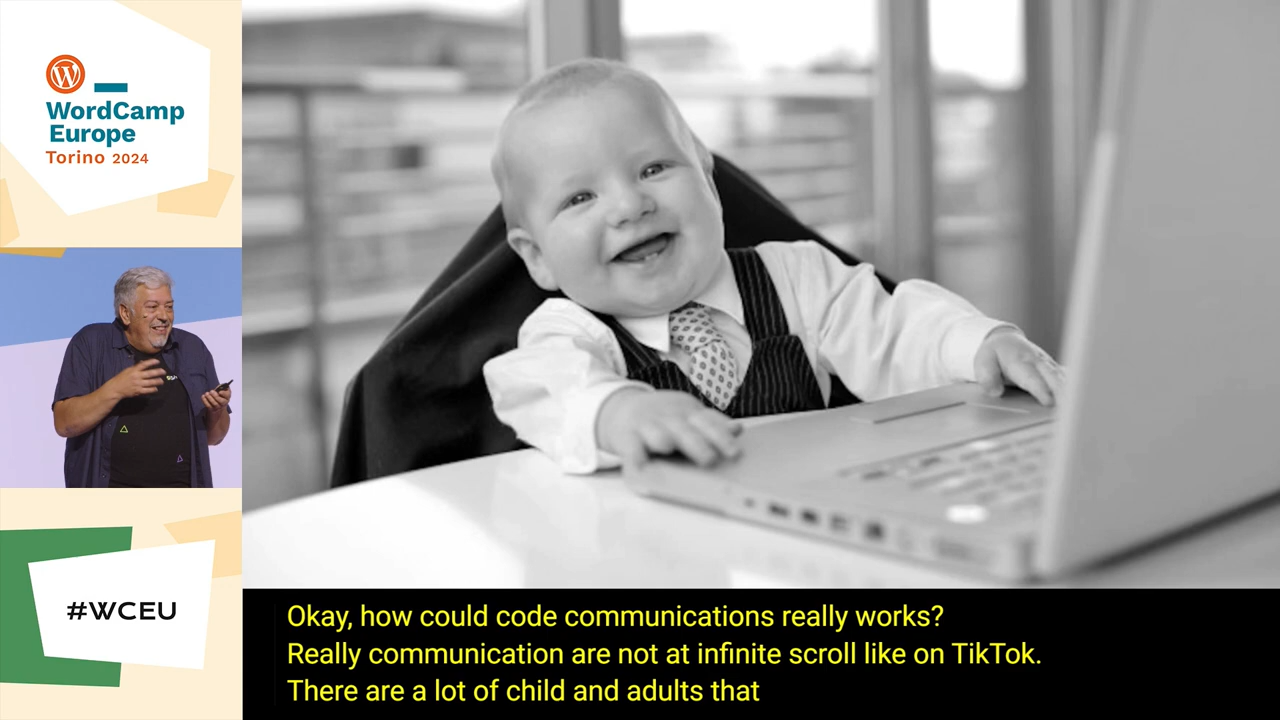 WordCamp
Europe
Torino 2024
#WCEU
Okay, how could code communications really works?
Really communication are not at infinite scroll like on TikTok.
There are a lot of child and adults that